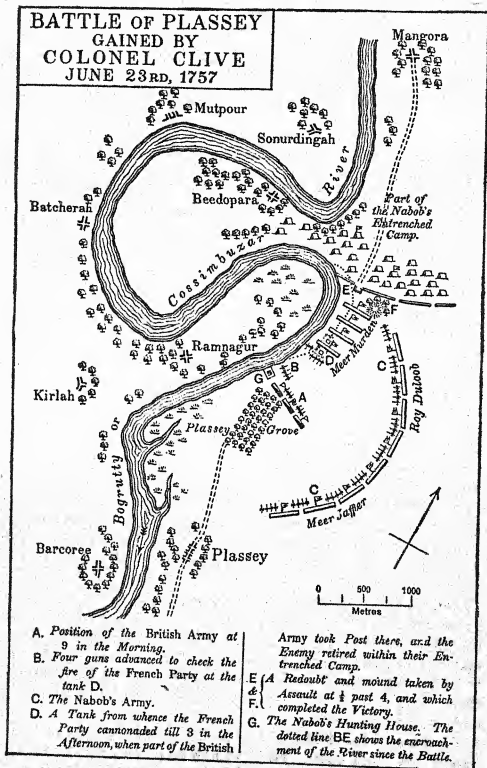 BATTLE OF PLASSEY
GAINED BY
COLONEL CLIVE
JUNE 23RD, 1757
Mangora
Mutpour
Sonurdingah
River
Beedopara
Part of
the Nabob's
Entrenched
Camp.
Batcherah
Cossimbuzar
E
F
Meer Murden
D
Ramnagur
C
Roy Duloob
G
B
A
Kirlah
Plassey
Grove
Bogrutty or
C
Meer Jaffier
Barcoree
Plassey
0 500 1000
Metres
A. Position of the British Army at
9 in the Morning.
B. Four guns advanced to check the
fire of the French Party at the
tank D.
C. The Nabob's Army.
D. A Tank from whence the French
Party cannonaded till 3 in the
Afternoon, when part of the British
Army took Post there, and the
Enemy retired within their En-
trenched Camp.
E & F. { A Redoubt and mound taken by
Assault at ½ past 4, and which
completed the Victory.
G. The Nabob's Hunting House. The
dotted line BE shows the encroach-
ment of the River since the Battle.